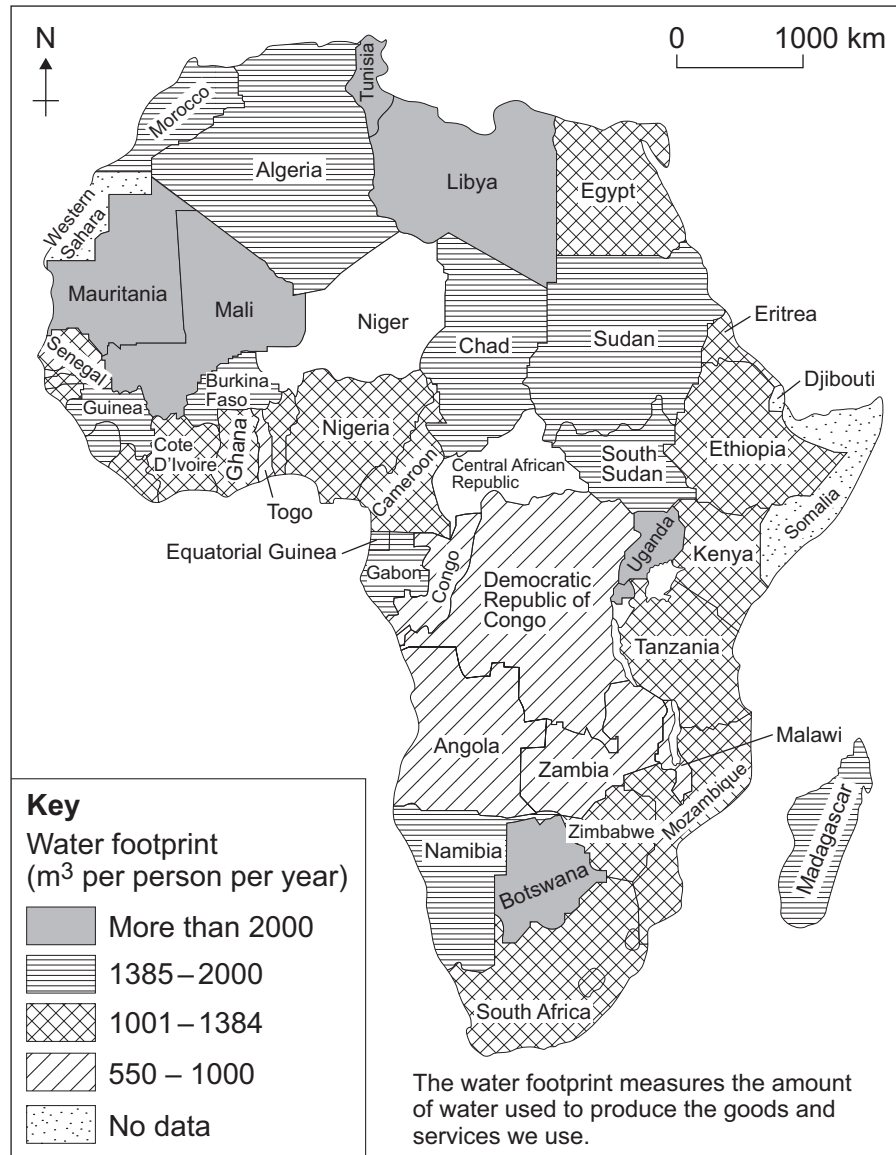 N
0 1000 km
Tunisia
Morocco
Algeria
Libya
Egypt
Western
Sahara
Mauritania
Mali
Niger
Chad
Sudan
Eritrea
Senegal
Burkina
Faso
Djibouti
Guinea
Nigeria
Cote
D'Ivoire
Ghana
South
Sudan
Ethiopia
Cameroon
Central African
Republic
Togo
Somalia
Equatorial Guinea
Uganda
Kenya
Gabon
Congo
Democratic
Republic of
Congo
Tanzania
Angola
Malawi
Zambia
Mozambique
Zimbabwe
Madagascar
Namibia
Botswana
South Africa
Key
Water footprint
(m³ per person per year)
More than 2000
1385 – 2000
1001 – 1384
550 – 1000
No data
The water footprint measures the amount
of water used to produce the goods and
services we use.